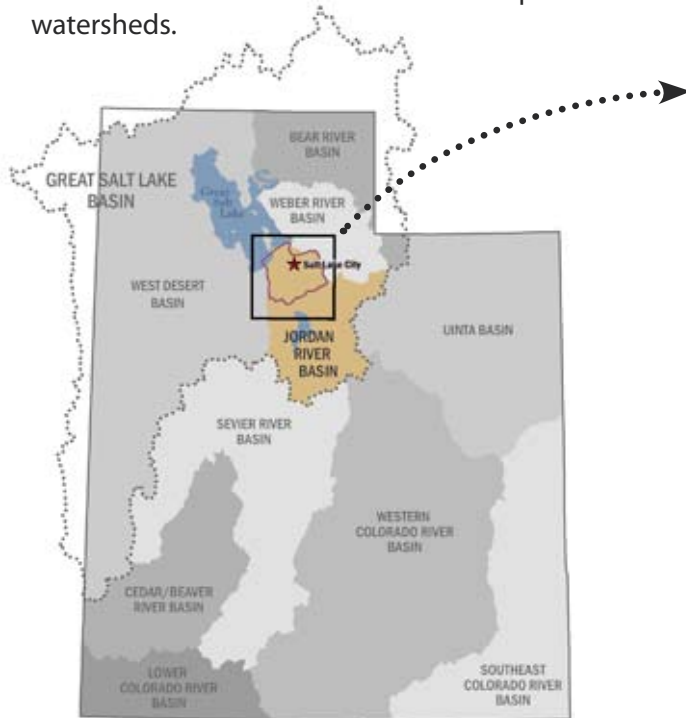 watersheds.
BEAR RIVER
BASIN
GREAT SALT LAKE
BASIN
Great
Salt
Lake
WEBER RIVER
BASIN
Salt Lake City
WEST DESERT
BASIN
JORDAN
RIVER
BASIN
UINTA BASIN
SEVIER RIVER
BASIN
WESTERN
COLORADO RIVER
BASIN
CEDAR/BEAVER
RIVER BASIN
LOWER
COLORADO RIVER
BASIN
SOUTHEAST
COLORADO RIVER
BASIN